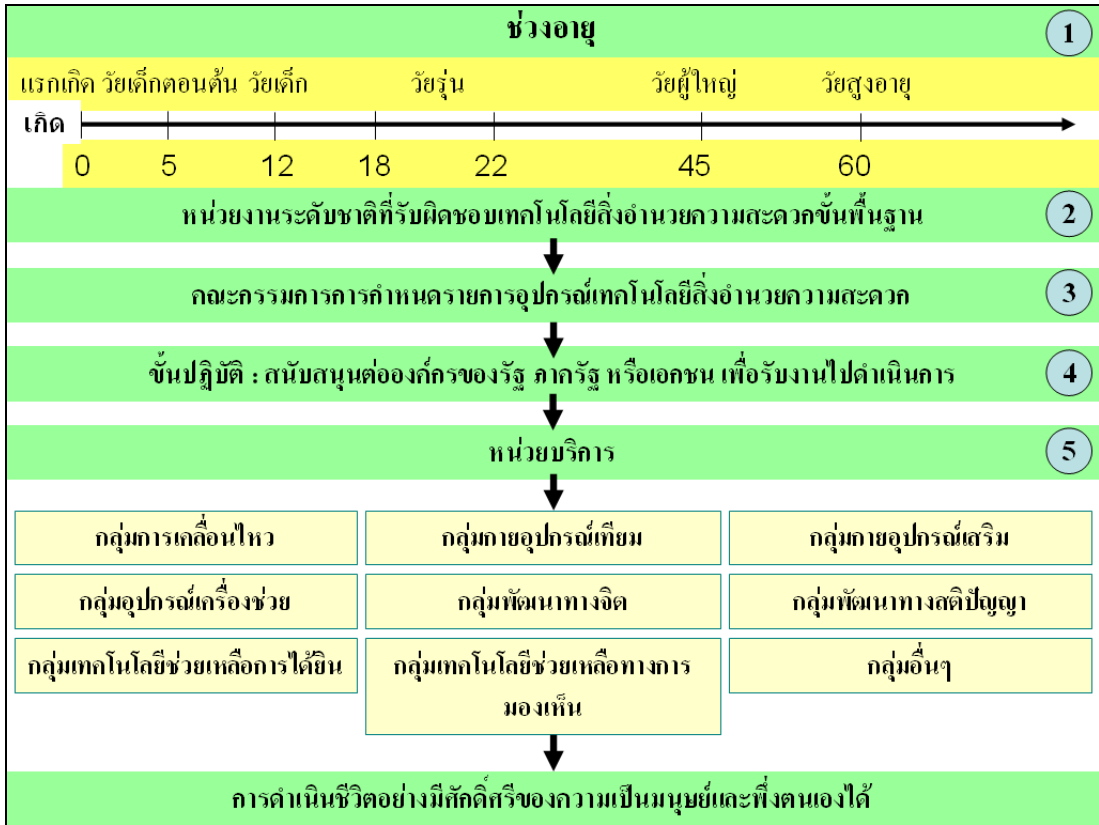 ช่วงอายุ 1
แรกเกิด วัยเด็กตอนต้น วัยเด็ก วัยรุ่น วัยผู้ใหญ่ วัยสูงอายุ
เกิด
0 5 12 18 22 45 60
หน่วยงานระดับชาติที่รับผิดชอบเทคโนโลยีสิ่งอำนวยความสะดวกขั้นพื้นฐาน 2
คณะกรรมการการกำหนดรายการอุปกรณ์เทคโนโลยีสิ่งอำนวยความสะดวก 3
ขั้นปฏิบัติ : สนับสนุนต่อองค์กรของรัฐ ภาครัฐ หรือเอกชน เพื่อรับงานไปดำเนินการ 4
หน่วยบริการ 5
กลุ่มการเคลื่อนไหว กลุ่มกายอุปกรณ์เทียม กลุ่มกายอุปกรณ์เสริม
กลุ่มอุปกรณ์เครื่องช่วย กลุ่มพัฒนาทางจิต กลุ่มพัฒนาทางสติปัญญา
กลุ่มเทคโนโลยีช่วยเหลือการได้ยิน กลุ่มเทคโนโลยีช่วยเหลือทางการ กลุ่มอื่นๆ
มองเห็น
การดำเนินชีวิตอย่างมีศักดิ์ศรีของความเป็นมนุษย์และพึ่งตนเองได้